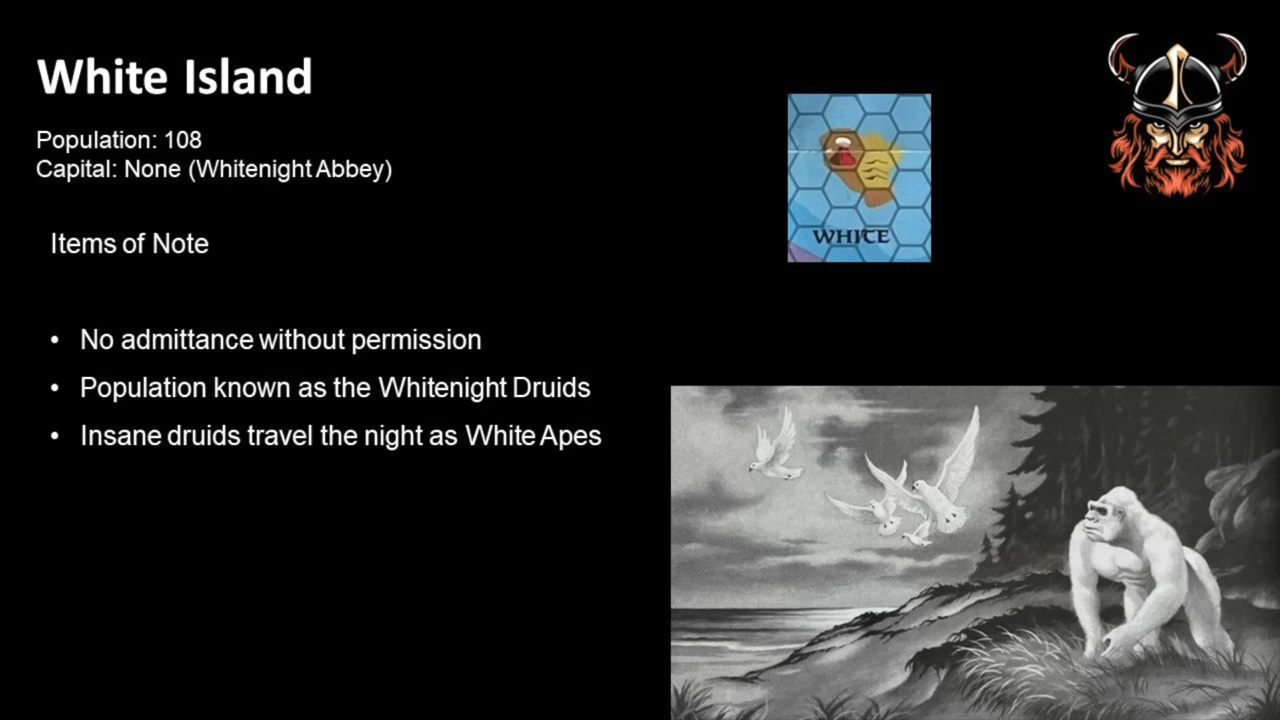 White Island
Population: 108
Capital: None (Whitenight Abbey)
Items of Note
• No admittance without permission
• Population known as the Whitenight Druids
• Insane druids travel the night as White Apes
WHITE